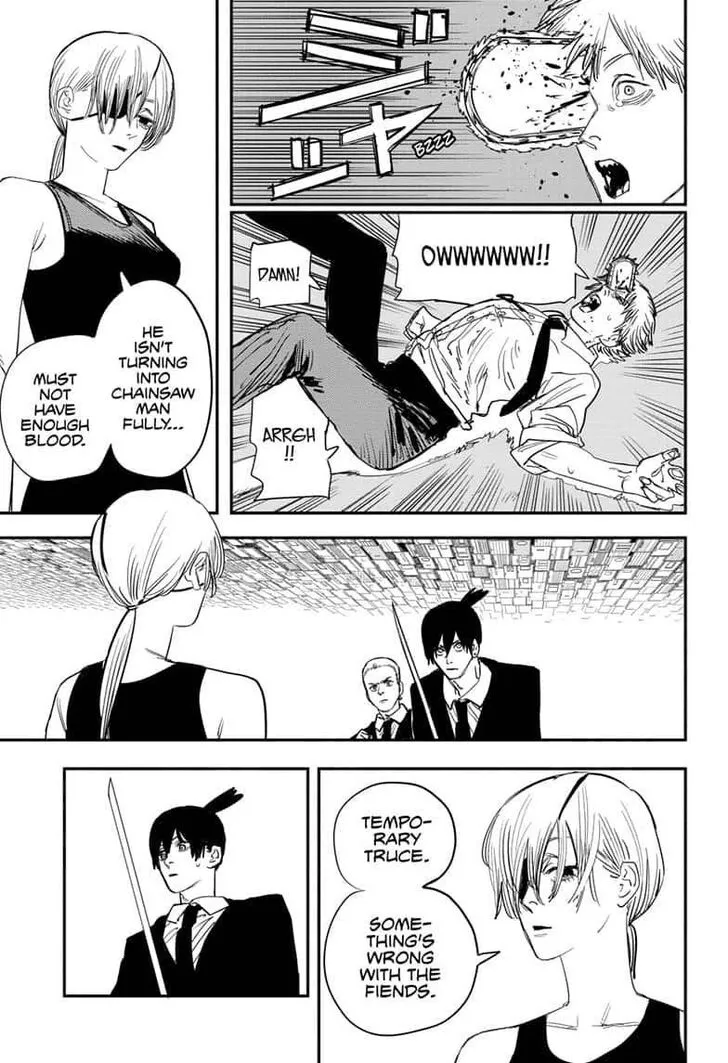 BZZZ
OWWWWWW!!
DAMN!
ARRGH
!!
HE
ISN'T
TURNING
INTO
CHAINSAW
MAN
FULLY...
MUST
NOT
HAVE
ENOUGH
BLOOD.
TEMPO-
RARY
TRUCE.
SOME-
THING'S
WRONG
WITH THE
FIENDS.